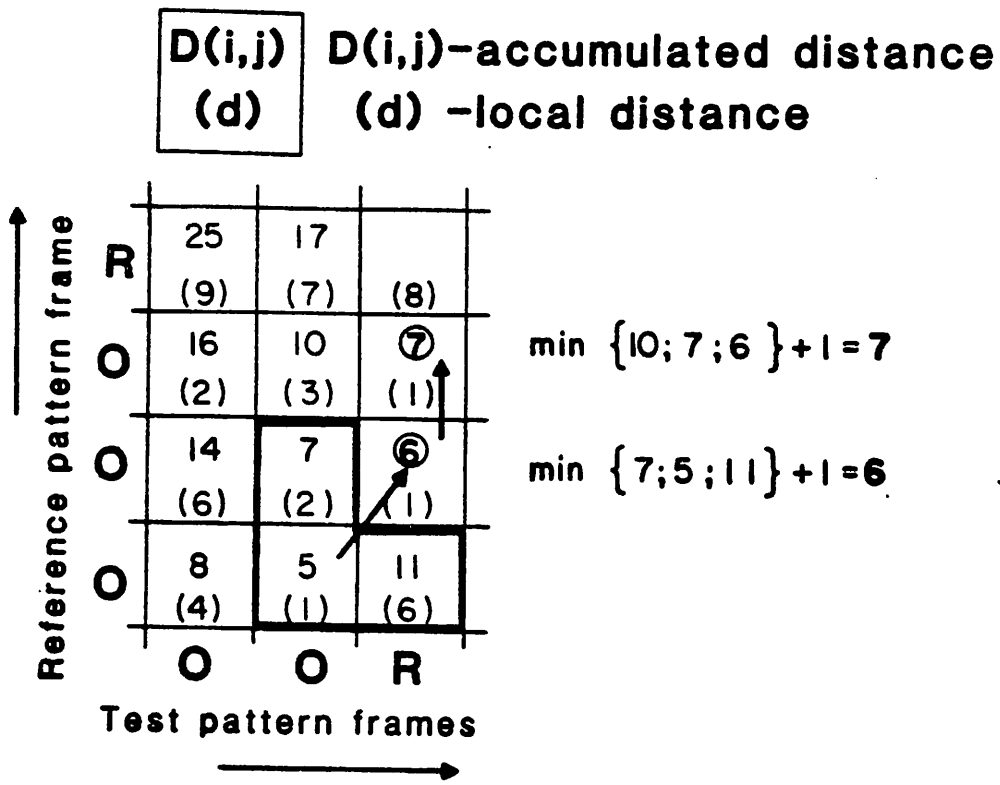 D(i,j) D(i,j)-accumulated distance
(d) (d) -local distance
Reference pattern frame
R 25 17
(9) (7) (8)
O 16 10 7 min {10; 7; 6 } + 1 = 7
(2) (3) (1)
O 14 7 6 min {7; 5; 11} + 1 = 6
(6) (2) (1)
O 8 5 11
(4) (1) (6)
O O R
Test pattern frames